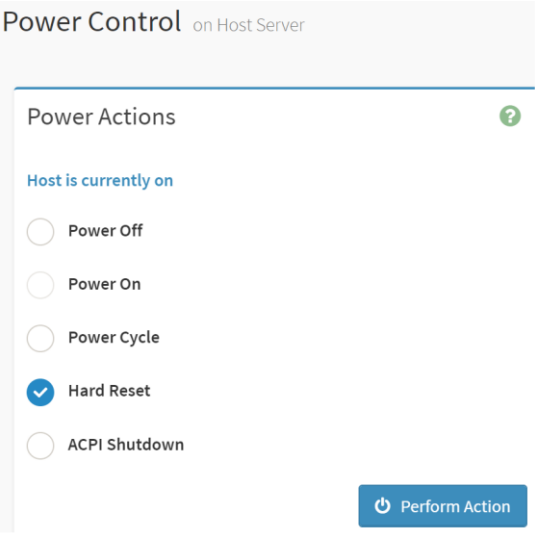 Power Control on Host Server
Power Actions
?
Host is currently on
Power Off
Power On
Power Cycle
Hard Reset
ACPI Shutdown
Perform Action